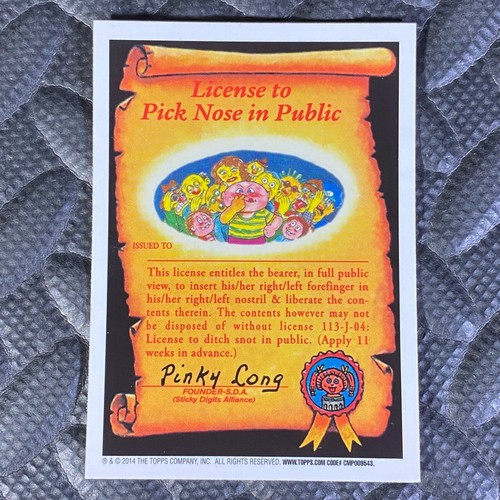 License to
Pick Nose in Public
ISSUED TO
This license entitles the bearer, in full public
view, to insert his/her right/left forefinger in
his/her right/left nostril & liberate the con-
tents therein. The contents however may not
be disposed of without license 113-J-04:
License to ditch snot in public. (Apply 11
weeks in advance.)
Pinky Long
FOUNDER-S.D.A.
(Sticky Digits Alliance)
® & © 2014 THE TOPPS COMPANY, INC. ALL RIGHTS RESERVED. WWW.TOPPS.COM CODE# CMP009543.